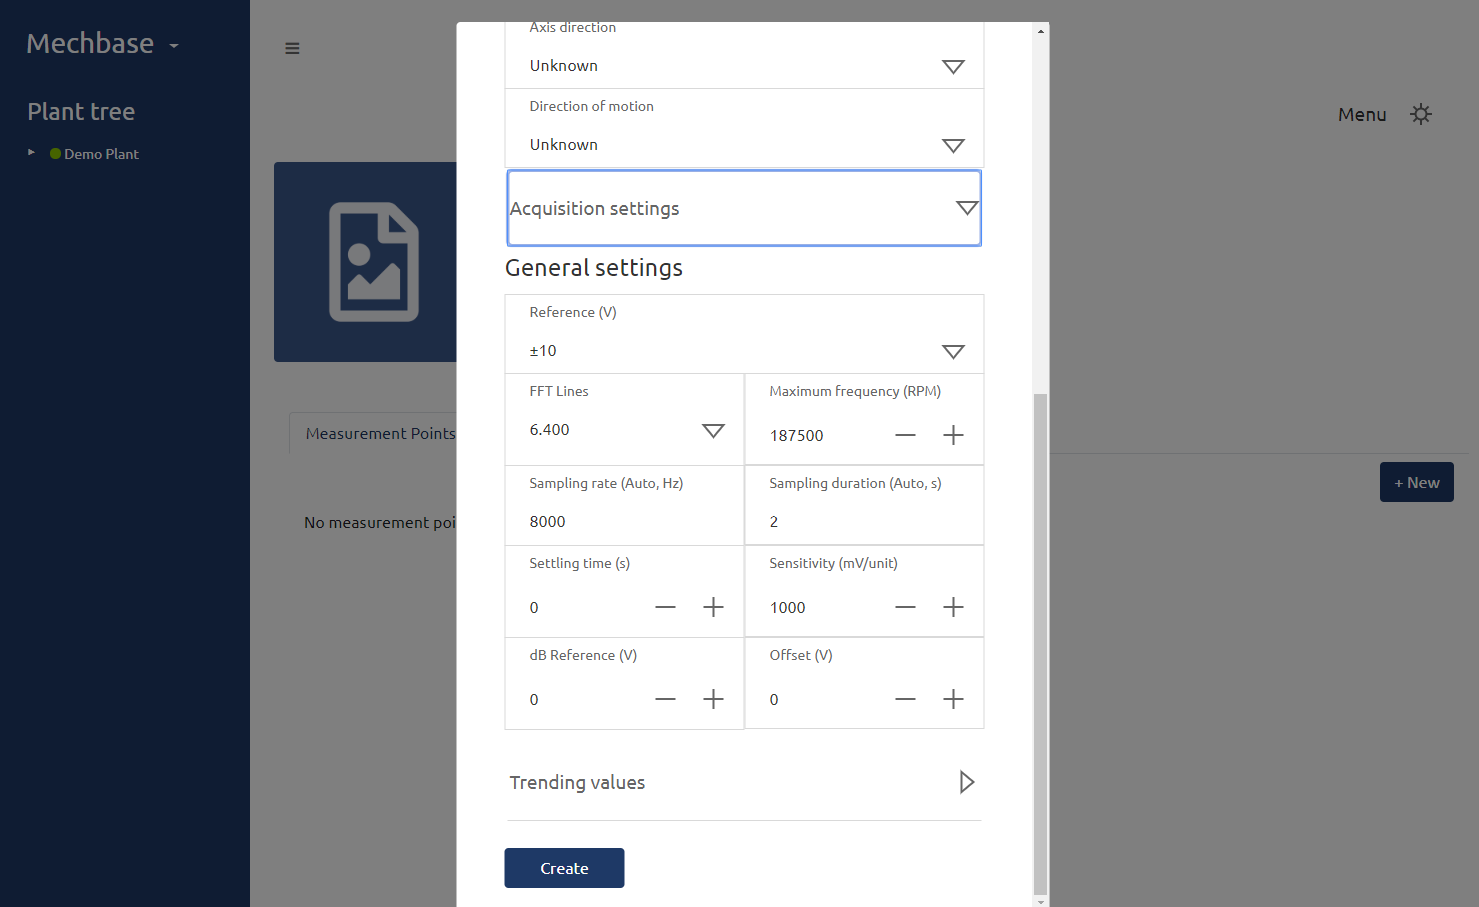 Mechbase
Plant tree
Demo Plant
Menu
Measurement Points
+ New
No measurement poi
Axis direction
Unknown
Direction of motion
Unknown
Acquisition settings
General settings
Reference (V)
±10
FFT Lines
6.400
Maximum frequency (RPM)
187500
Sampling rate (Auto, Hz)
8000
Sampling duration (Auto, s)
2
Settling time (s)
0
Sensitivity (mV/unit)
1000
dB Reference (V)
0
Offset (V)
0
Trending values
Create